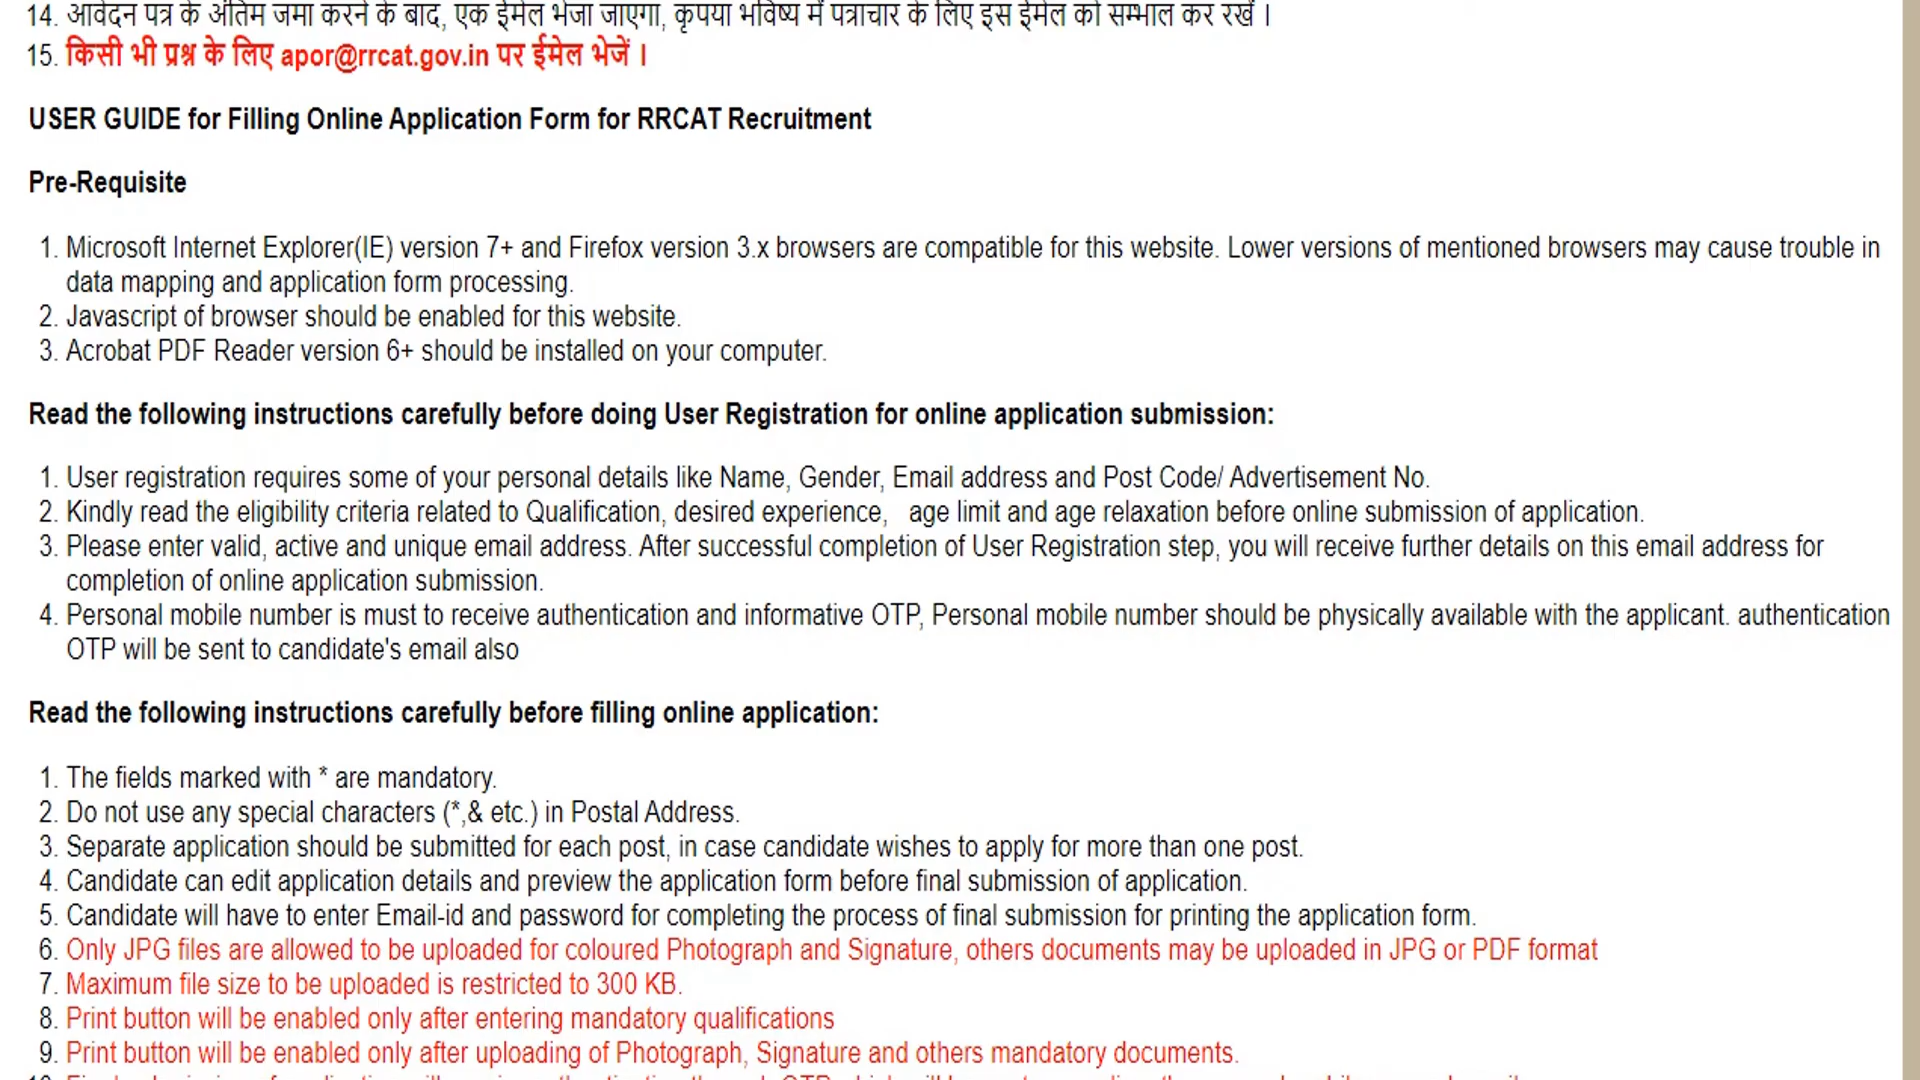 14. आवेदन पत्र के अंतिम जमा करने के बाद, एक ईमेल भेजा जाएगा, कृपया भविष्य में पत्राचार के लिए इस ईमेल को सम्भाल कर रखें ।
15. किसी भी प्रश्न के लिए apor@rrcat.gov.in पर ईमेल भेजें ।
USER GUIDE for Filling Online Application Form for RRCAT Recruitment
Pre-Requisite
1. Microsoft Internet Explorer(IE) version 7+ and Firefox version 3.x browsers are compatible for this website. Lower versions of mentioned browsers may cause trouble in
data mapping and application form processing.
2. Javascript of browser should be enabled for this website.
3. Acrobat PDF Reader version 6+ should be installed on your computer.
Read the following instructions carefully before doing User Registration for online application submission:
1. User registration requires some of your personal details like Name, Gender, Email address and Post Code/ Advertisement No.
2. Kindly read the eligibility criteria related to Qualification, desired experience,   age limit and age relaxation before online submission of application.
3. Please enter valid, active and unique email address. After successful completion of User Registration step, you will receive further details on this email address for
completion of online application submission.
4. Personal mobile number is must to receive authentication and informative OTP, Personal mobile number should be physically available with the applicant. authentication
OTP will be sent to candidate's email also
Read the following instructions carefully before filling online application:
1. The fields marked with * are mandatory.
2. Do not use any special characters (*,& etc.) in Postal Address.
3. Separate application should be submitted for each post, in case candidate wishes to apply for more than one post.
4. Candidate can edit application details and preview the application form before final submission of application.
5. Candidate will have to enter Email-id and password for completing the process of final submission for printing the application form.
6. Only JPG files are allowed to be uploaded for coloured Photograph and Signature, others documents may be uploaded in JPG or PDF format
7. Maximum file size to be uploaded is restricted to 300 KB.
8. Print button will be enabled only after entering mandatory qualifications
9. Print button will be enabled only after uploading of Photograph, Signature and others mandatory documents.